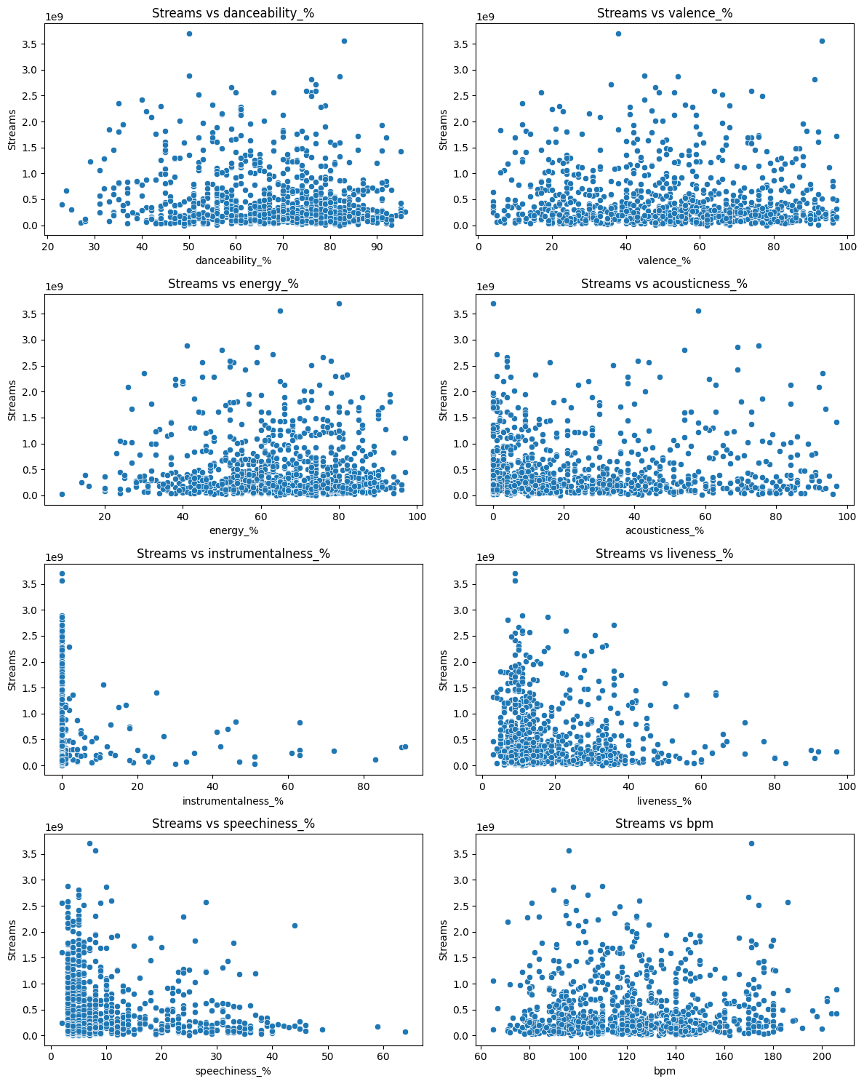 Streams vs danceability_%
1e9
3.5
3.0
2.5
2.0
1.5
1.0
0.5
0.0
Streams
20 30 40 50 60 70 80 90
danceability_%
Streams vs valence_%
1e9
3.5
3.0
2.5
2.0
1.5
1.0
0.5
0.0
Streams
0 20 40 60 80 100
valence_%
Streams vs energy_%
1e9
3.5
3.0
2.5
2.0
1.5
1.0
0.5
0.0
Streams
20 40 60 80 100
energy_%
Streams vs acousticness_%
1e9
3.5
3.0
2.5
2.0
1.5
1.0
0.5
0.0
Streams
0 20 40 60 80 100
acousticness_%
Streams vs instrumentalness_%
1e9
3.5
3.0
2.5
2.0
1.5
1.0
0.5
0.0
Streams
0 20 40 60 80
instrumentalness_%
Streams vs liveness_%
1e9
3.5
3.0
2.5
2.0
1.5
1.0
0.5
0.0
Streams
0 20 40 60 80 100
liveness_%
Streams vs speechiness_%
1e9
3.5
3.0
2.5
2.0
1.5
1.0
0.5
0.0
Streams
0 10 20 30 40 50 60
speechiness_%
Streams vs bpm
1e9
3.5
3.0
2.5
2.0
1.5
1.0
0.5
0.0
Streams
60 80 100 120 140 160 180 200
bpm